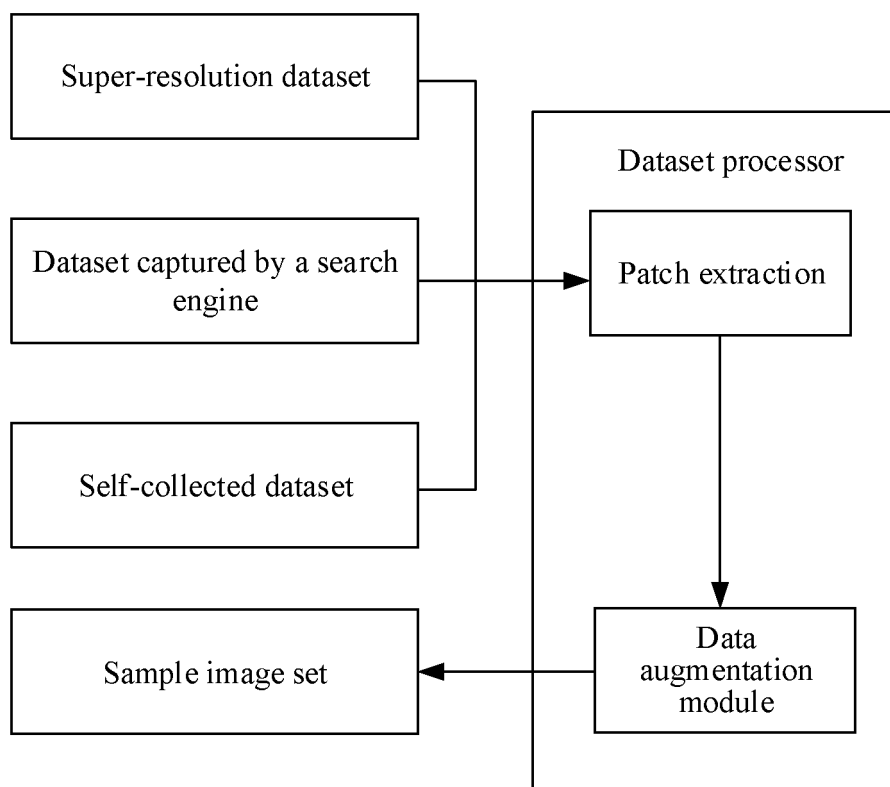 Super-resolution dataset
Dataset processor
Dataset captured by a search
engine
Patch extraction
Self-collected dataset
Sample image set
Data
augmentation
module